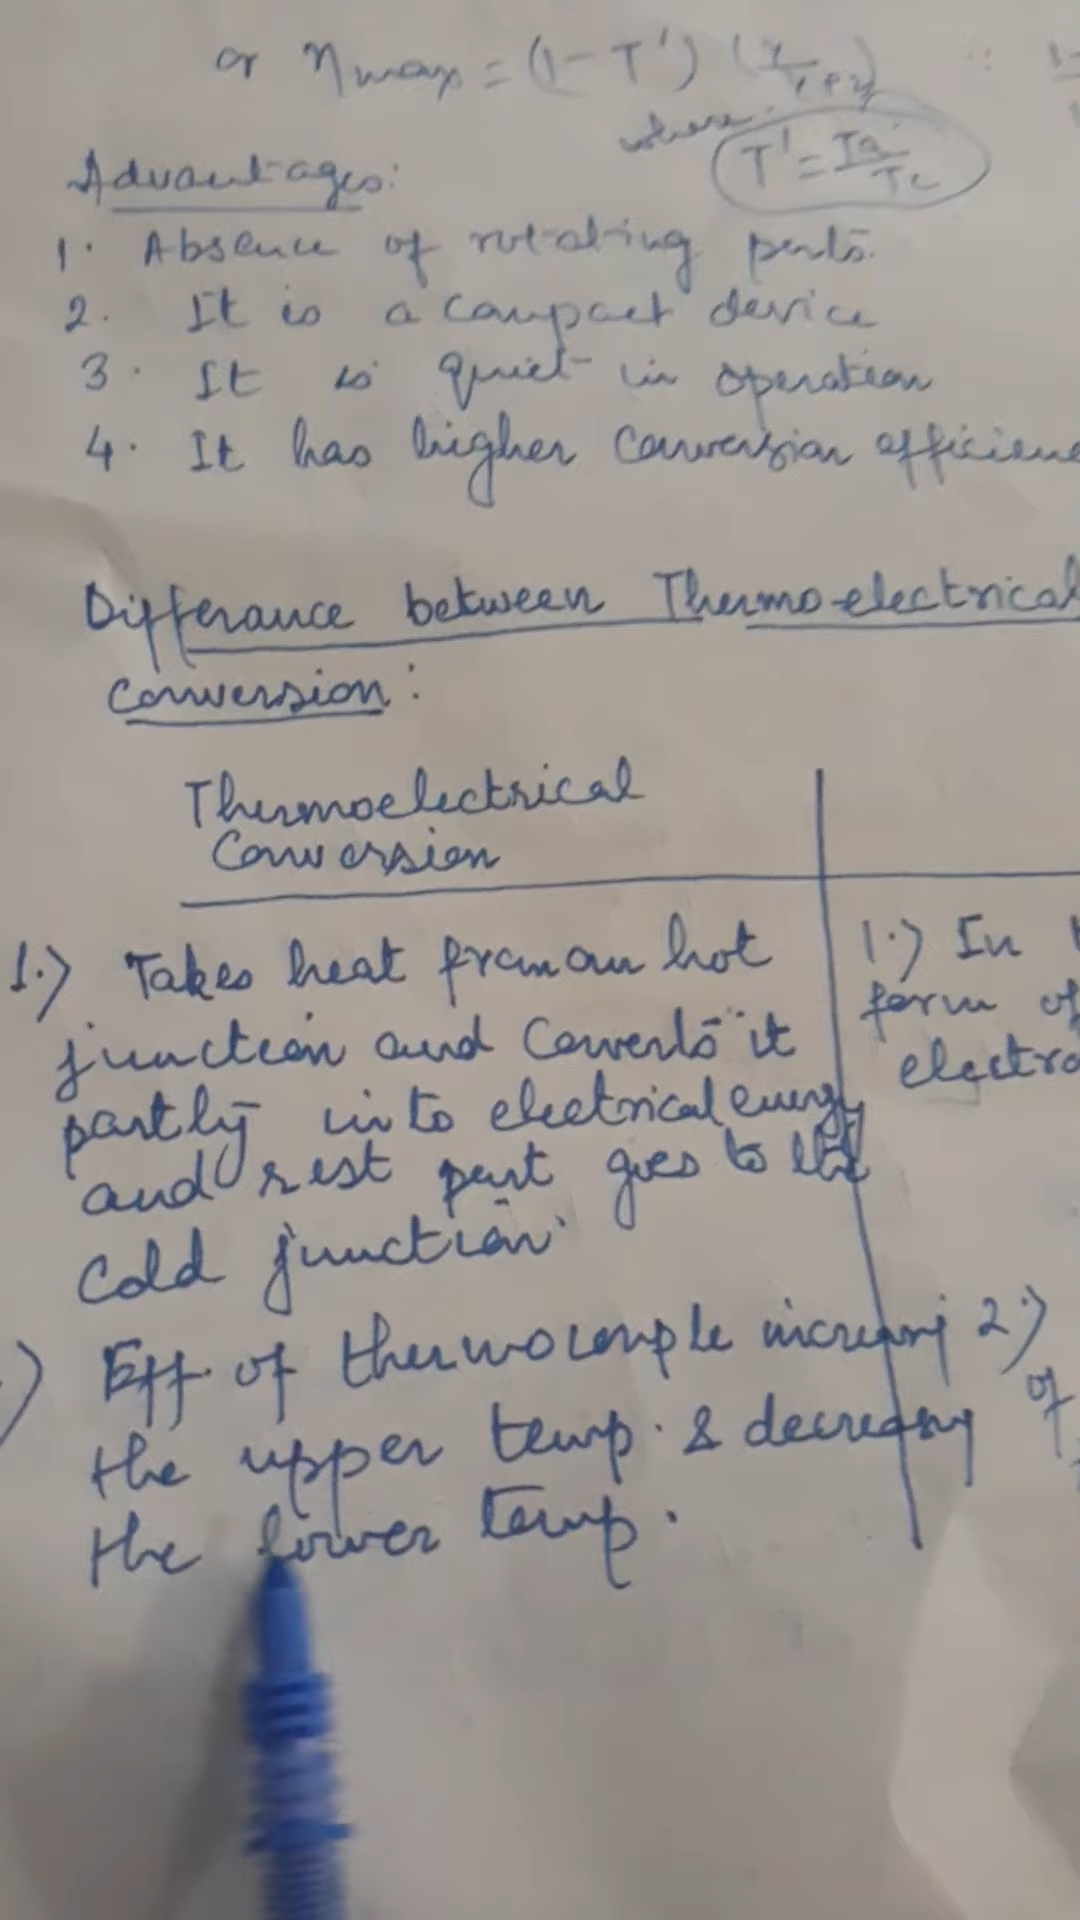 or ηmax = (1-T')
where
T' = Ta/Tc
Advantages:
1. Absence of rotating parts.
2. It is a compact device
3. It is quiet in operation
4. It has higher Conversion
Differance between Thermo-electrical
Conversion:
Thermoelectrical
Conversion
1.) Takes heat from an hot
junction and Converts it
partly into electrical energy
and rest part goes to the
Cold junction.
1.) In
form of
Eff. of thermocouple increasing
the upper temp. & decreasing
the lower temp.
2.)
of